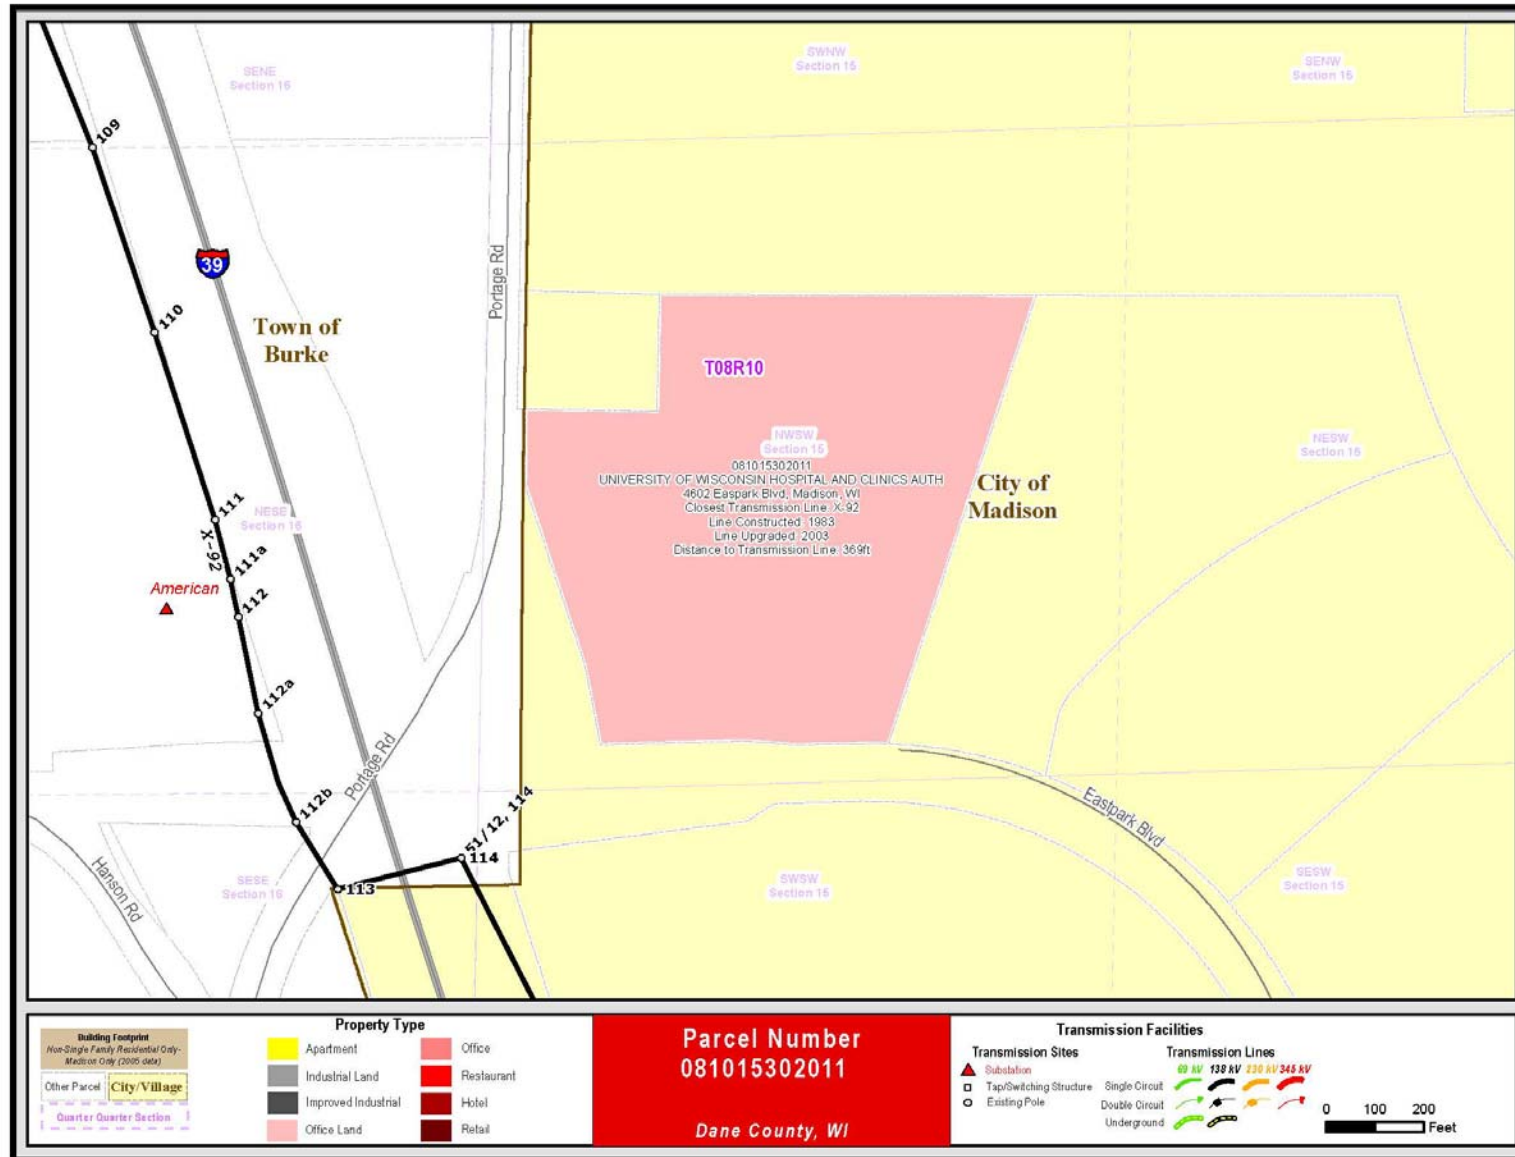 SENE
Section 16
SWNW
Section 15
SENW
Section 15
109
39
Portage Rd
110
Town of
Burke
T08R10
NWSW
Section 15
081015302011
UNIVERSITY OF WISCONSIN HOSPITAL AND CLINICS AUTH
4602 Easpark Blvd, Madison, WI
Closest Transmission Line: X-92
Line Constructed: 1983
Line Upgraded: 2003
Distance to Transmission Line: 369ft
NESW
Section 15
City of
Madison
111
NESE
Section 16
X-92
111a
American
112
112a
Portage Rd
112b
51/12, 114
114
113
Eastpark Blvd
Hanson Rd
SESE
Section 16
SWSW
Section 15
SESW
Section 15
Building Footprint
Non-Single Family Residential Only-
Madison Only (2005 data)
Other Parcel
City/Village
Quarter Quarter Section
Property Type
Apartment
Office
Industrial Land
Restaurant
Improved Industrial
Hotel
Office Land
Retail
Parcel Number
081015302011
Dane County, WI
Transmission Facilities
Transmission Sites
Substation
Tap/Switching Structure
Existing Pole
Transmission Lines
69 kV 138 kV 230 kV 345 kV
Single Circuit
Double Circuit
Underground
0 100 200
Feet